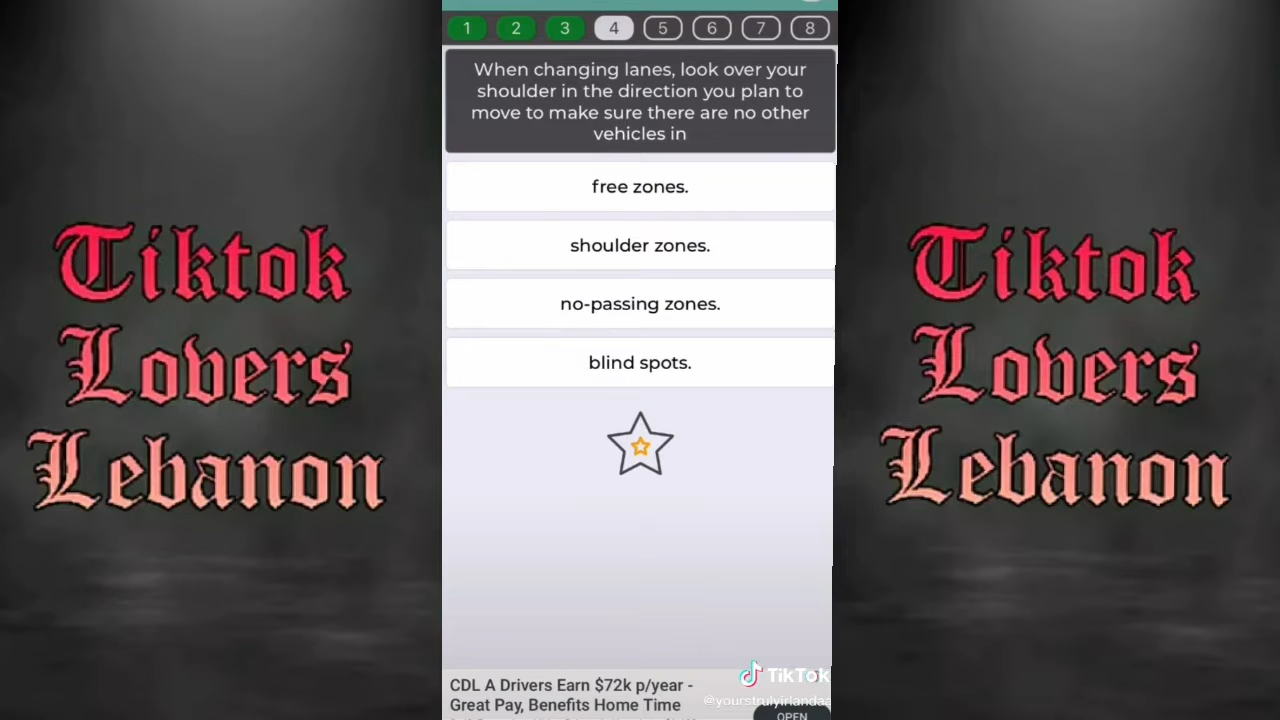 1 2 3 4 5 6 7 8
When changing lanes, look over your
shoulder in the direction you plan to
move to make sure there are no other
vehicles in
free zones.
shoulder zones.
no-passing zones.
blind spots.
CDL A Drivers Earn $72k p/year -
Great Pay, Benefits Home Time
OPEN
TikTok
@yourstrulyirlandaa
Tiktok
Lovers
Lebanon
Tiktok
Lovers
Lebanon